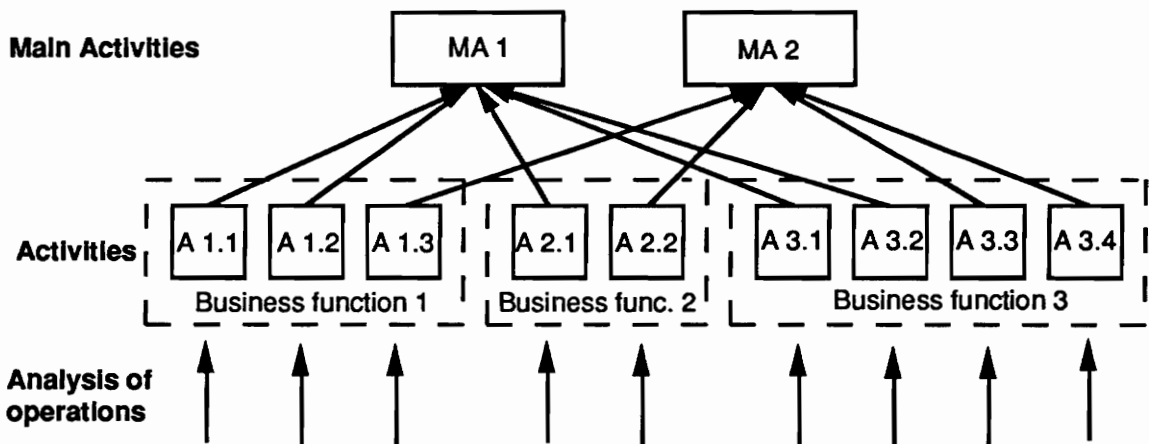 Main Activities
MA 1
MA 2
Activities
A 1.1
A 1.2
A 1.3
A 2.1
A 2.2
A 3.1
A 3.2
A 3.3
A 3.4
Business function 1
Business func. 2
Business function 3
Analysis of
operations